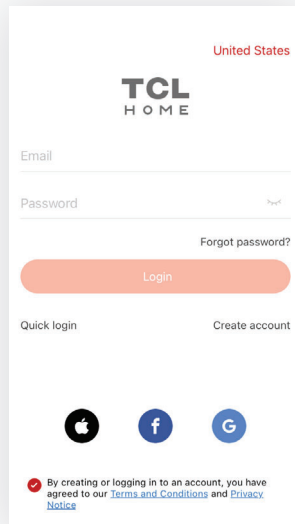 United States
TCL
HOME
Email
Password
Forgot password?
Login
Quick login
Create account
f
G
By creating or logging in to an account, you have
agreed to our Terms and Conditions and Privacy
Notice